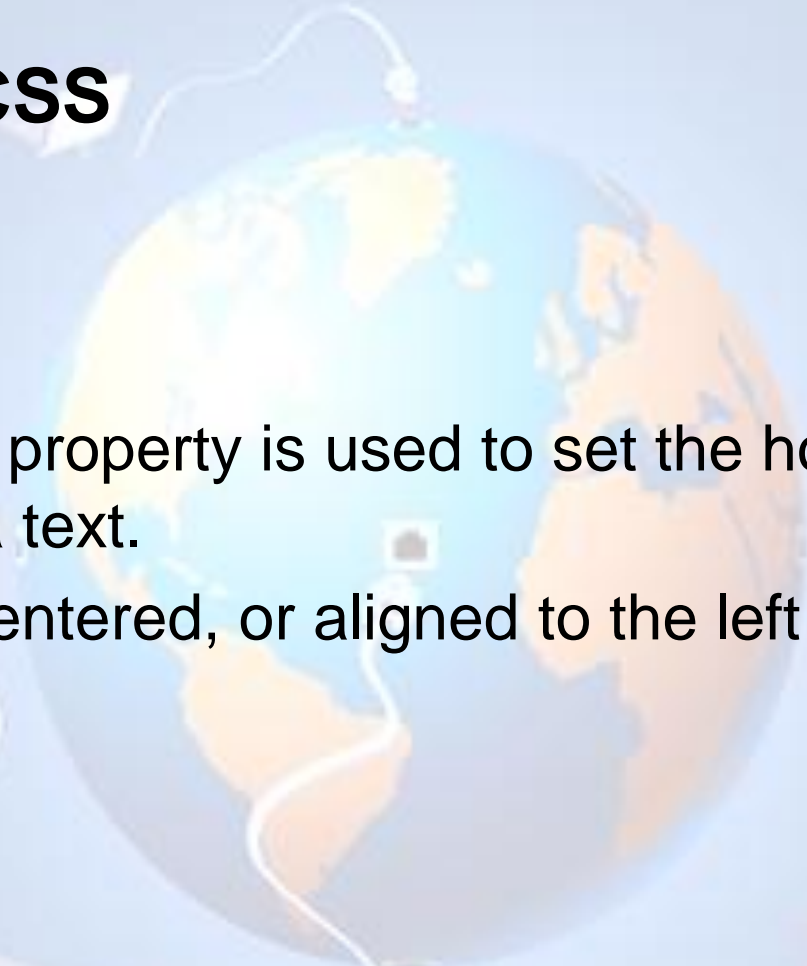 CSS
property is used to set the ho
text.
entered, or aligned to the left